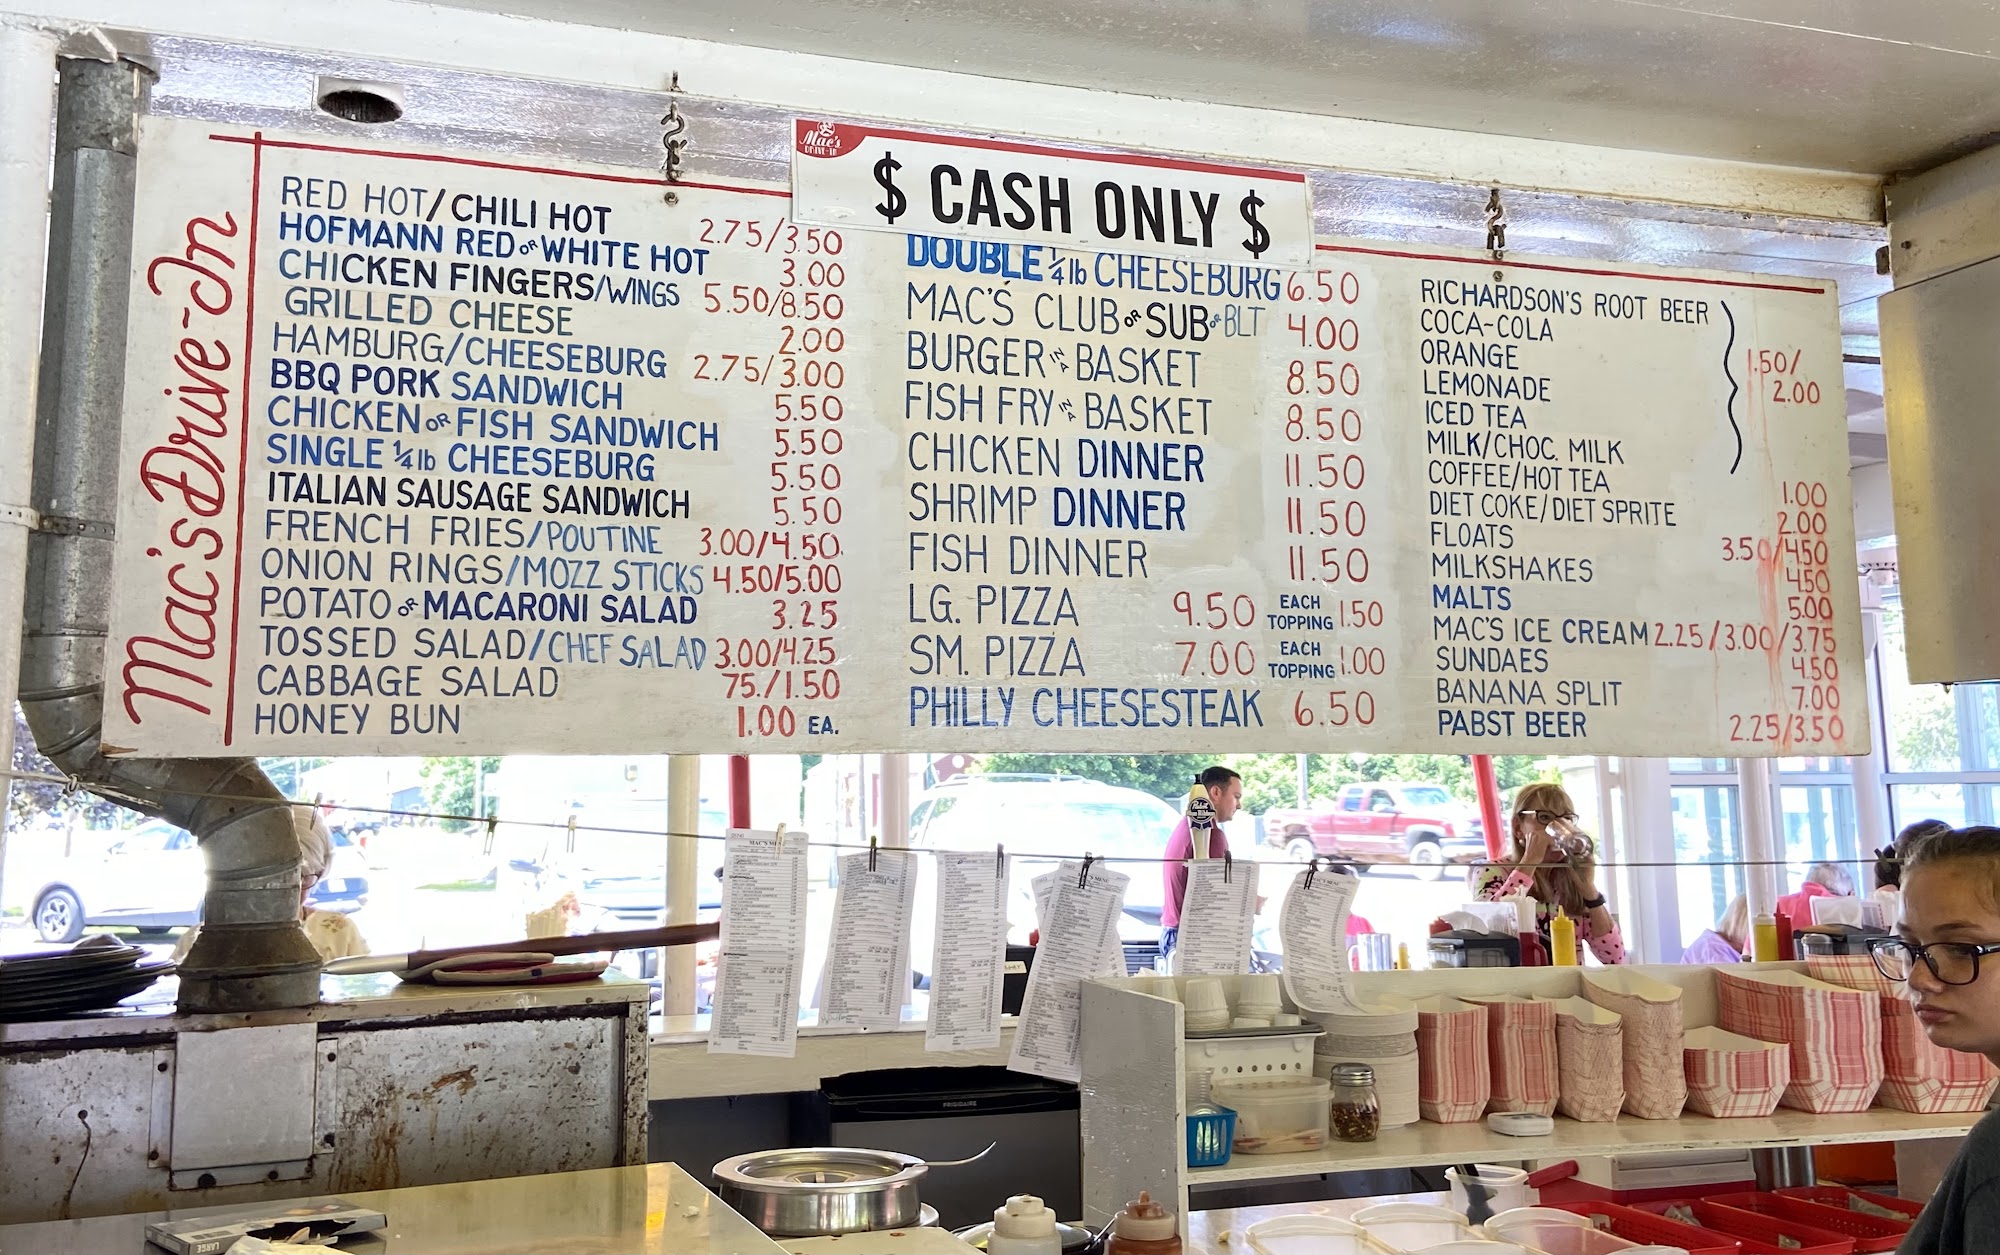 Mac's Drive-In
Mac's
DRIVE-IN
$ CASH ONLY $
RED HOT/CHILI HOT 2.75/3.50
HOFMANN RED OR WHITE HOT 3.00
CHICKEN FINGERS/WINGS 5.50/8.50
GRILLED CHEESE 2.00
HAMBURG/CHEESEBURG 2.75/3.00
BBQ PORK SANDWICH 5.50
CHICKEN OR FISH SANDWICH 5.50
SINGLE 1/4 lb CHEESEBURG 5.50
ITALIAN SAUSAGE SANDWICH 5.50
FRENCH FRIES/POUTINE 3.00/4.50
ONION RINGS/MOZZ STICKS 4.50/5.00
POTATO OR MACARONI SALAD 3.25
TOSSED SALAD/CHEF SALAD 3.00/4.25
CABBAGE SALAD 75./1.50
HONEY BUN 1.00 EA.
DOUBLE 1/4 lb CHEESEBURG 6.50
MAC'S CLUB OR SUB OR BLT 4.00
BURGER IN A BASKET 8.50
FISH FRY IN A BASKET 8.50
CHICKEN DINNER 11.50
SHRIMP DINNER 11.50
FISH DINNER 11.50
LG. PIZZA 9.50 EACH TOPPING 1.50
SM. PIZZA 7.00 EACH TOPPING 1.00
PHILLY CHEESESTEAK 6.50
RICHARDSON'S ROOT BEER
COCA-COLA
ORANGE 1.50/
LEMONADE 2.00
ICED TEA
MILK/CHOC. MILK
COFFEE/HOT TEA 1.00
DIET COKE/DIET SPRITE 2.00
FLOATS 3.50/4.50
MILKSHAKES 4.50
MALTS 5.00
MAC'S ICE CREAM 2.25/3.00/3.75
SUNDAES 4.50
BANANA SPLIT 7.00
PABST BEER 2.25/3.50
MAC'S MENU
FRIGIDAIRE
LARGE